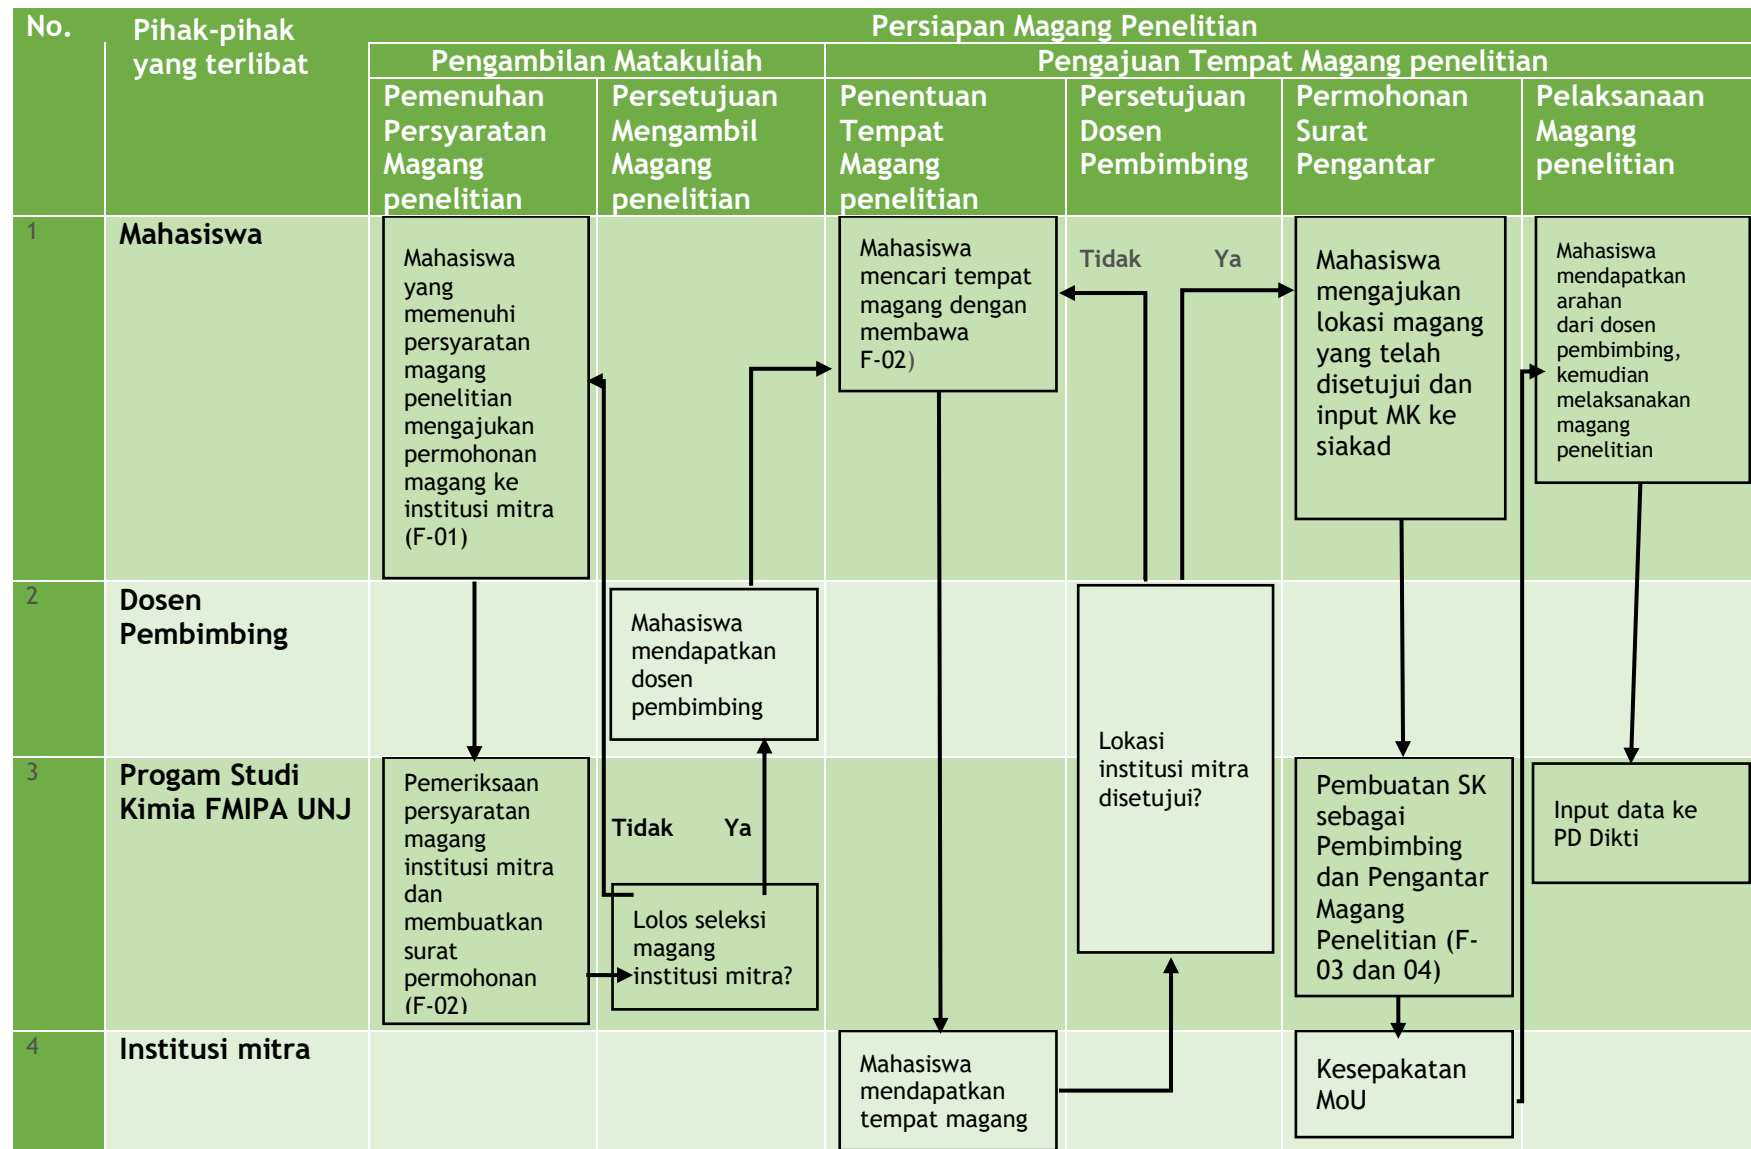 No.
Pihak-pihak
yang terlibat
Persiapan Magang Penelitian
Pengambilan Matakuliah
Pengajuan Tempat Magang penelitian
Pemenuhan
Persyaratan
Magang
penelitian
Persetujuan
Mengambil
Magang
penelitian
Penentuan
Tempat
Magang
penelitian
Persetujuan
Dosen
Pembimbing
Permohonan
Surat
Pengantar
Pelaksanaan
Magang
penelitian
1
Mahasiswa
Mahasiswa
yang
memenuhi
persyaratan
magang
penelitian
mengajukan
permohonan
magang ke
institusi mitra
(F-01)
Mahasiswa
mencari tempat
magang dengan
membawa
F-02)
Tidak Ya
Mahasiswa
mengajukan
lokasi magang
yang telah
disetujui dan
input MK ke
siakad
Mahasiswa
mendapatkan
arahan
dari dosen
pembimbing,
kemudian
melaksanakan
magang
penelitian
2
Dosen
Pembimbing
Mahasiswa
mendapatkan
dosen
pembimbing
Lokasi
institusi mitra
disetujui?
3
Progam Studi
Kimia FMIPA UNJ
Pemeriksaan
persyaratan
magang
institusi mitra
dan
membuatkan
surat
permohonan
(F-02)
Tidak Ya
Lolos seleksi
magang
institusi mitra?
Pembuatan SK
sebagai
Pembimbing
dan Pengantar
Magang
Penelitian (F-
03 dan 04)
Input data ke
PD Dikti
4
Institusi mitra
Mahasiswa
mendapatkan
tempat magang
Kesepakatan
MoU